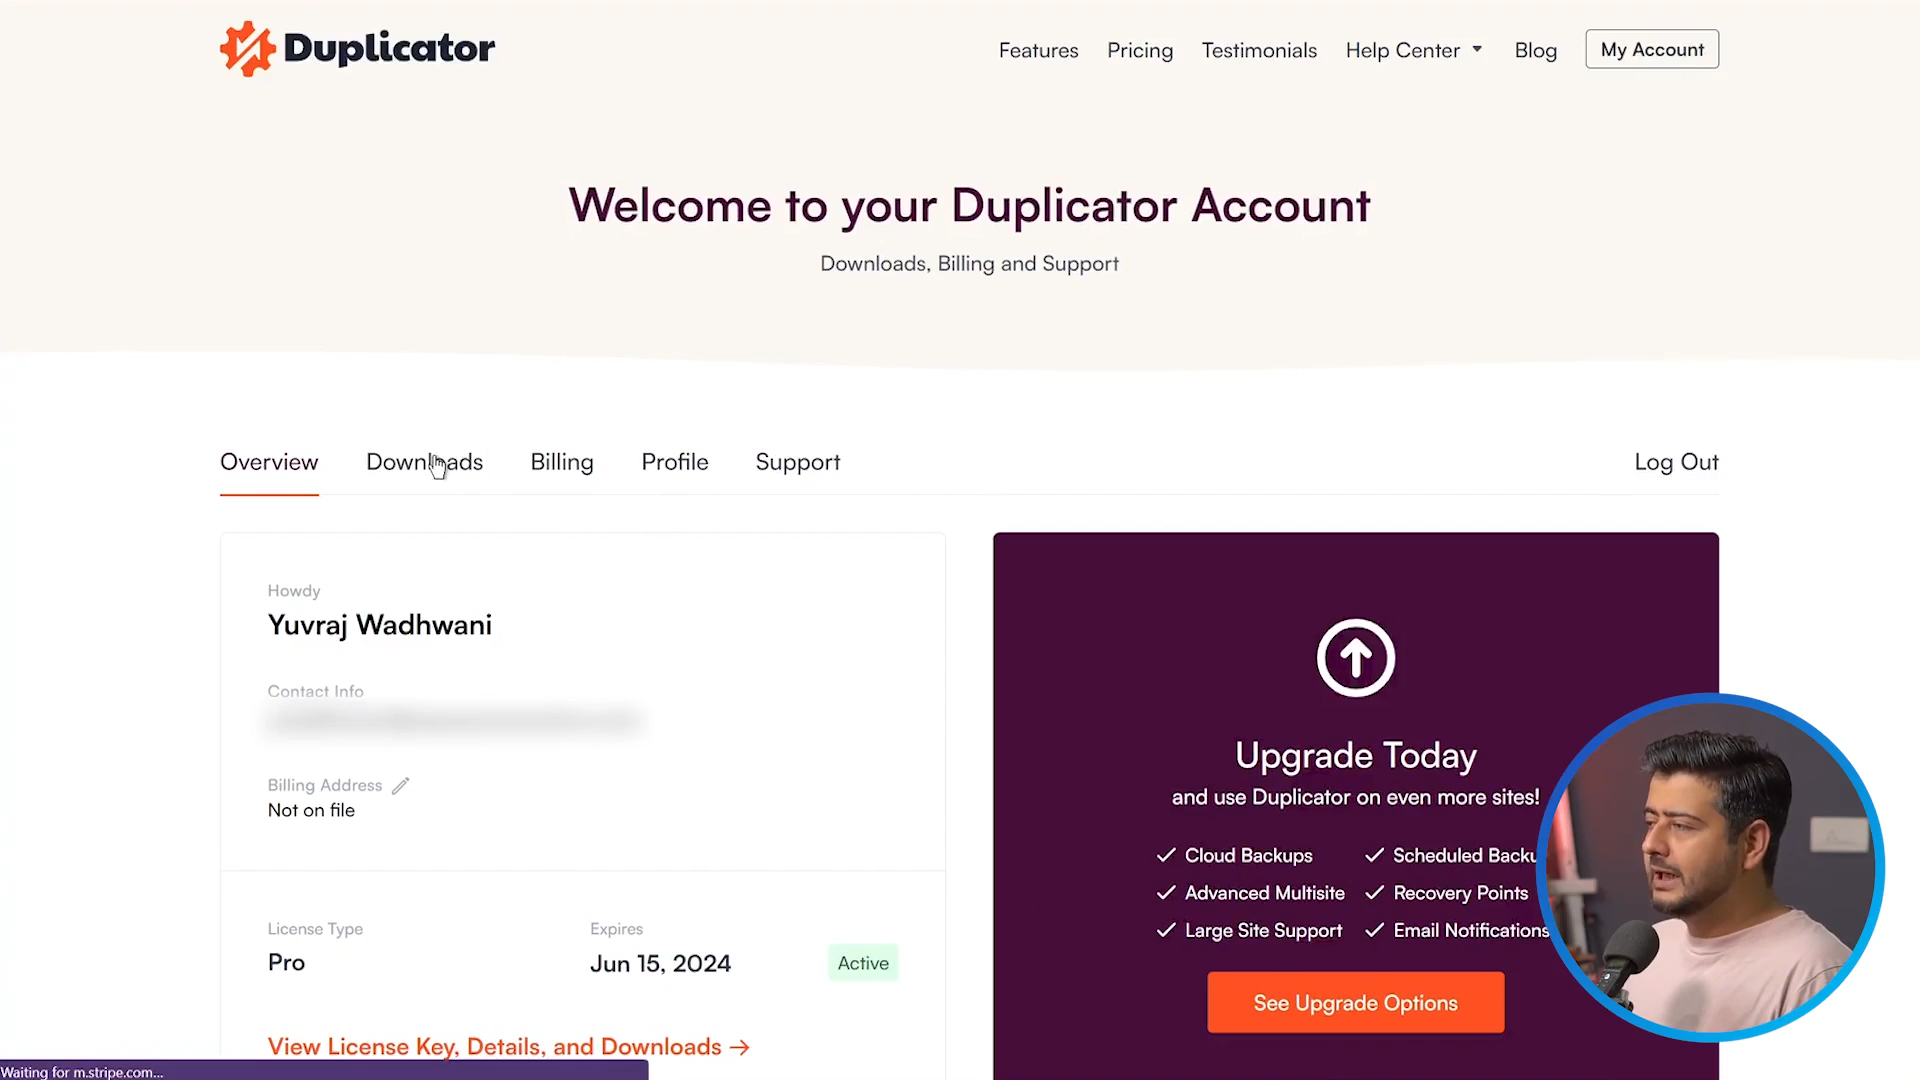 Duplicator
Features Pricing Testimonials Help Center Blog My Account
Welcome to your Duplicator Account
Downloads, Billing and Support
Overview Downloads Billing Profile Support Log Out
Howdy
Yuvraj Wadhwani
Contact Info
Billing Address
Not on file
License Type Expires
Pro Jun 15, 2024 Active
View License Key, Details, and Downloads →
Upgrade Today
and use Duplicator on even more sites!
Cloud Backups Scheduled Backu
Advanced Multisite Recovery Points
Large Site Support Email Notifications
See Upgrade Options
Waiting for m.stripe.com...